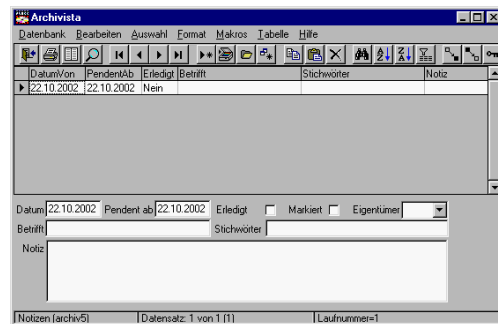 Archivista
Datenbank Bearbeiten Auswahl Format Makros Tabelle Hilfe
DatumVon PendentAb Erledigt Betrifft Stichwörter Notiz
22.10.2002 22.10.2002 Nein
Datum 22.10.2002 Pendent ab 22.10.2002 Erledigt Markiert Eigentümer
Betrifft Stichwörter
Notiz
Notizen (archiv5) Datensatz: 1 von 1 (1) Laufnummer=1